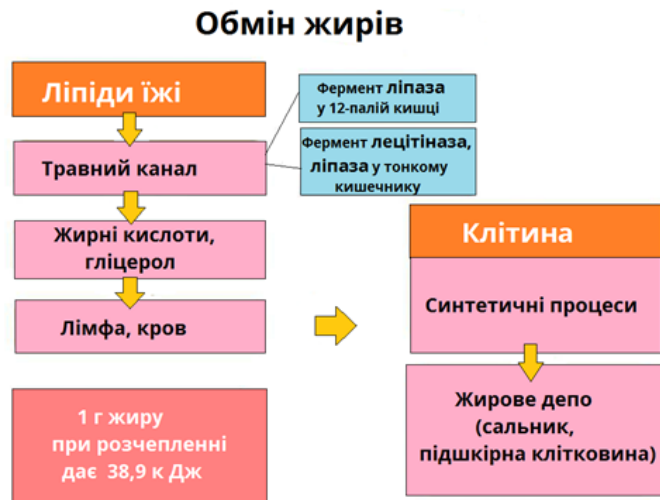 Обмін жирів
Ліпіди їжі
Фермент ліпаза
у 12-палій кишці
Фермент лецітіназа,
ліпаза у тонкому
кишечнику
Травний канал
Жирні кислоти,
гліцерол
Лімфа, кров
1 г жиру
при розчепленні
дає 38,9 к Дж
Клітина
Синтетичні процеси
Жирове депо
(сальник,
підшкірна клітковина)